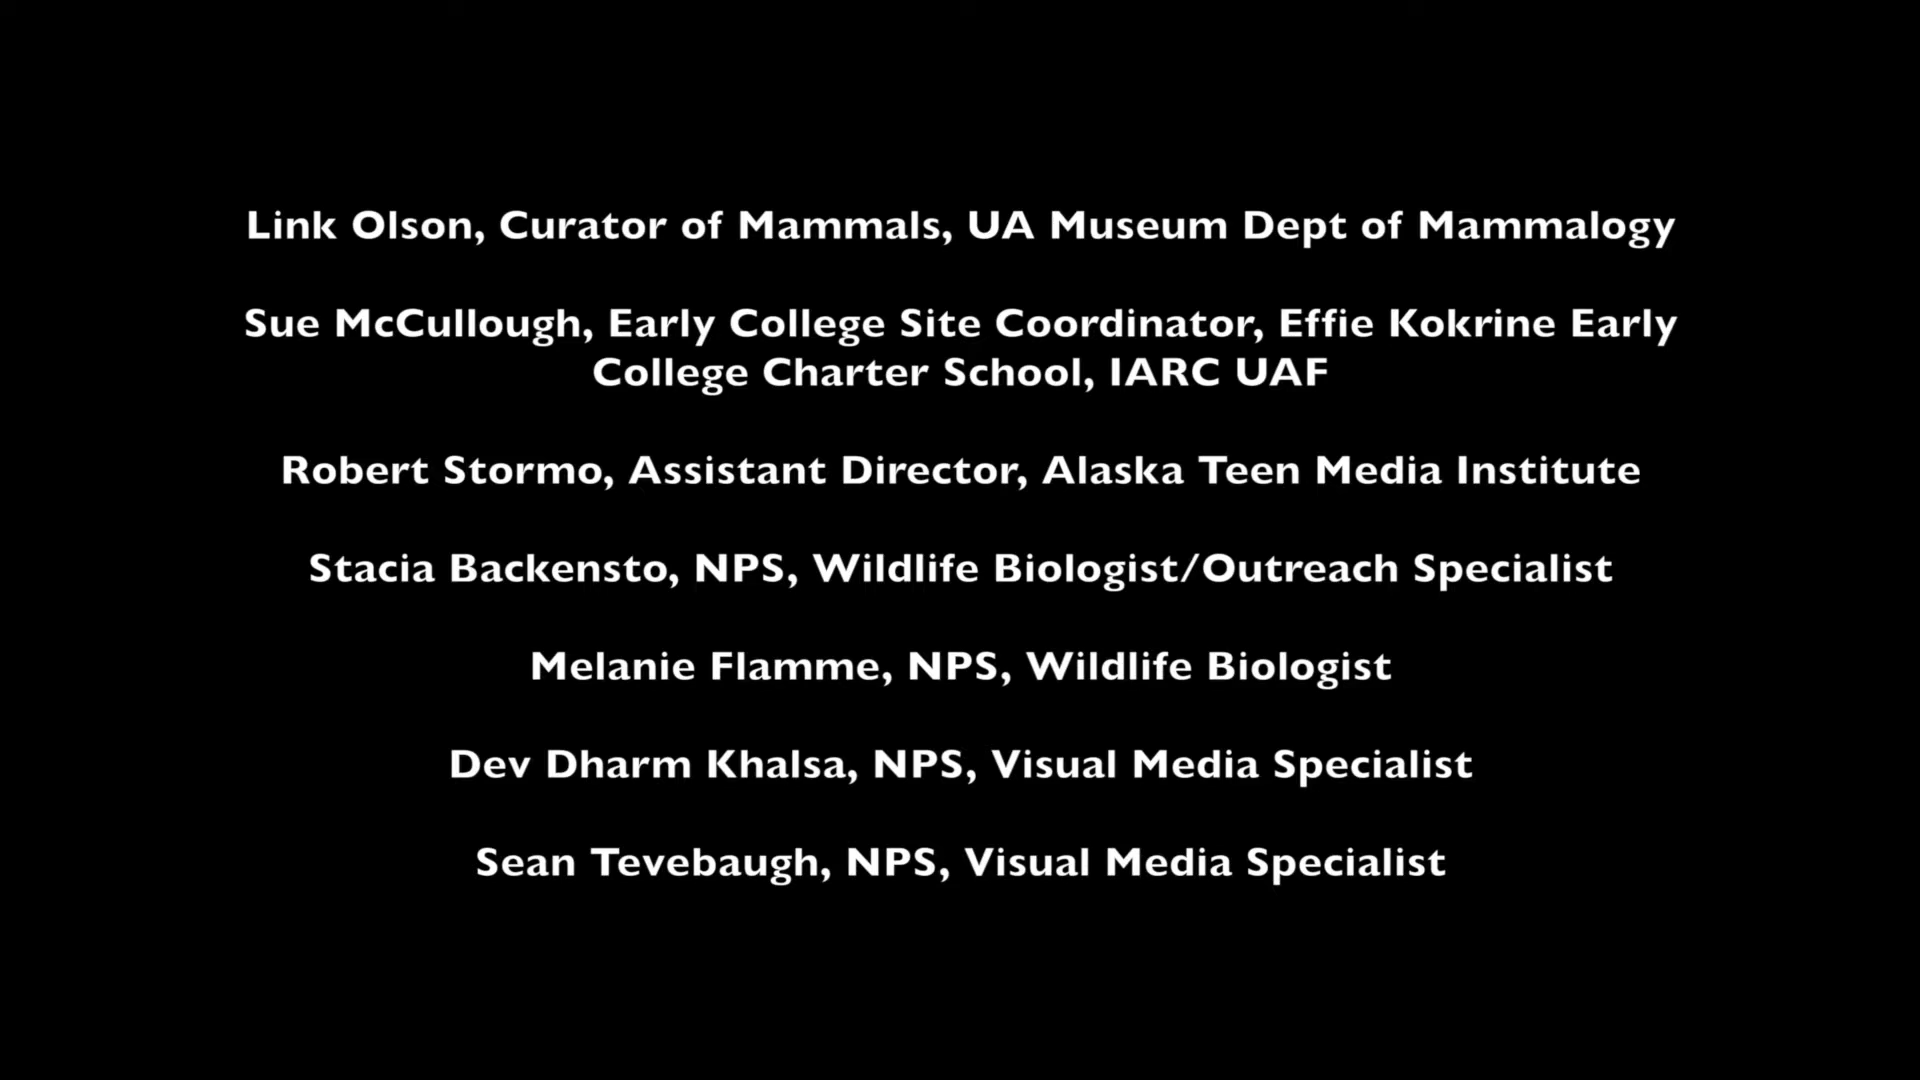 Link Olson, Curator of Mammals, UA Museum Dept of Mammalogy
Sue McCullough, Early College Site Coordinator, Effie Kokrine Early
College Charter School, IARC UAF
Robert Stormo, Assistant Director, Alaska Teen Media Institute
Stacia Backensto, NPS, Wildlife Biologist/Outreach Specialist
Melanie Flamme, NPS, Wildlife Biologist
Dev Dharm Khalsa, NPS, Visual Media Specialist
Sean Tevebaugh, NPS, Visual Media Specialist